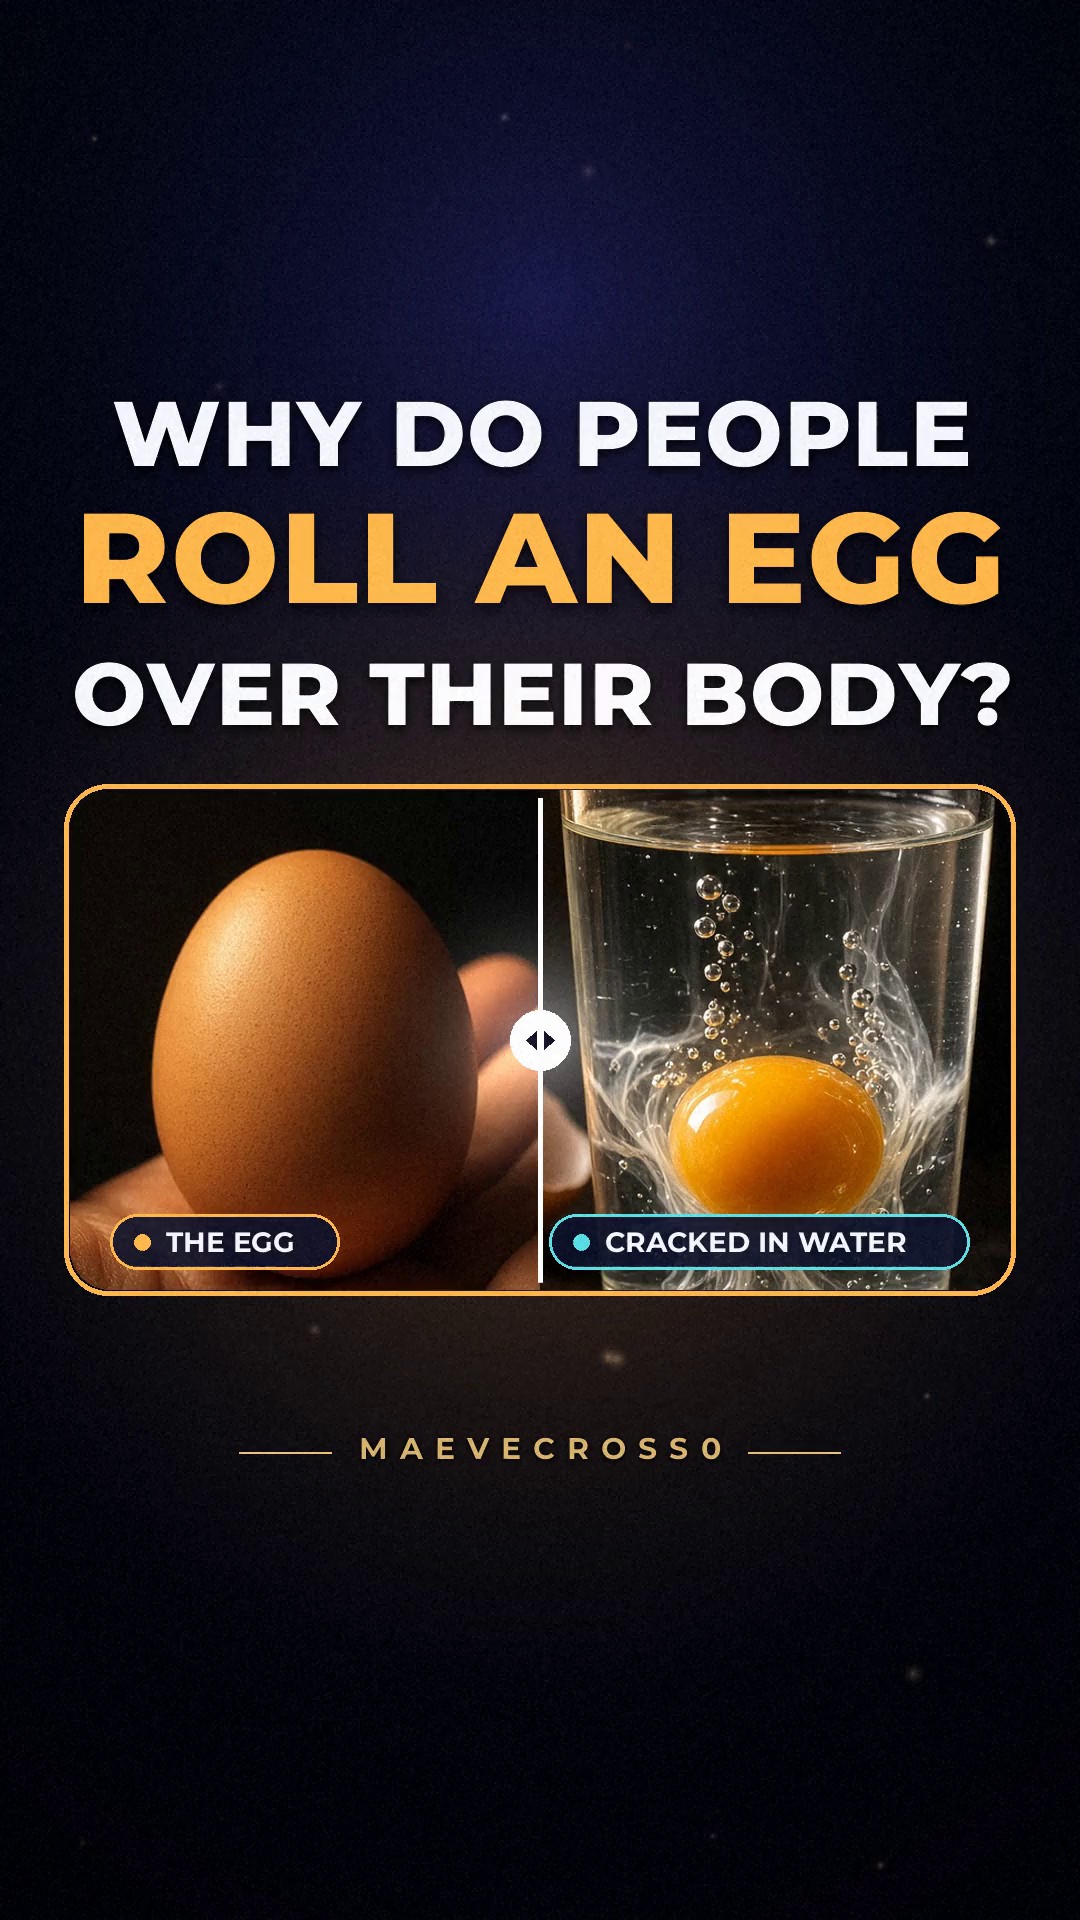 WHY DO PEOPLE
ROLL AN EGG
OVER THEIR BODY?
THE EGG
CRACKED IN WATER
MAEVECROSS0